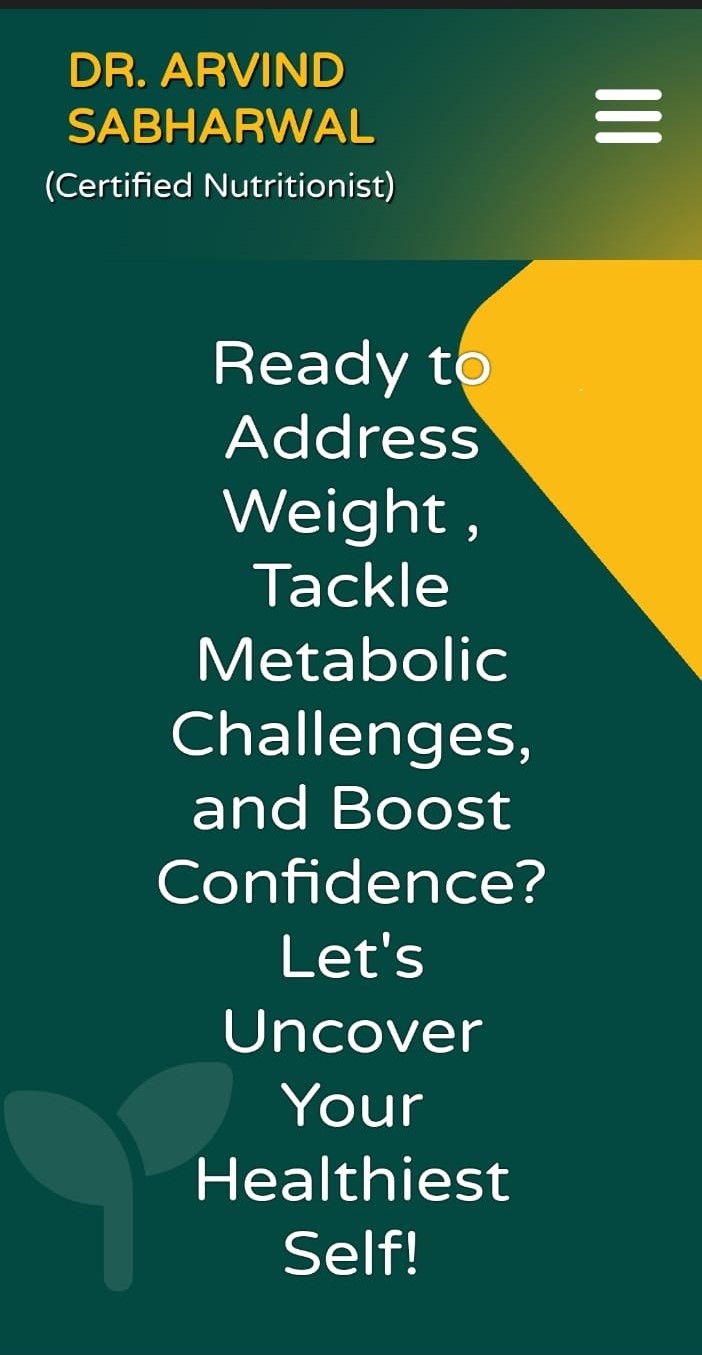 DR. ARVIND
SABHARWAL
(Certified Nutritionist)
Ready to
Address
Weight ,
Tackle
Metabolic
Challenges,
and Boost
Confidence?
Let's
Uncover
Your
Healthiest
Self!